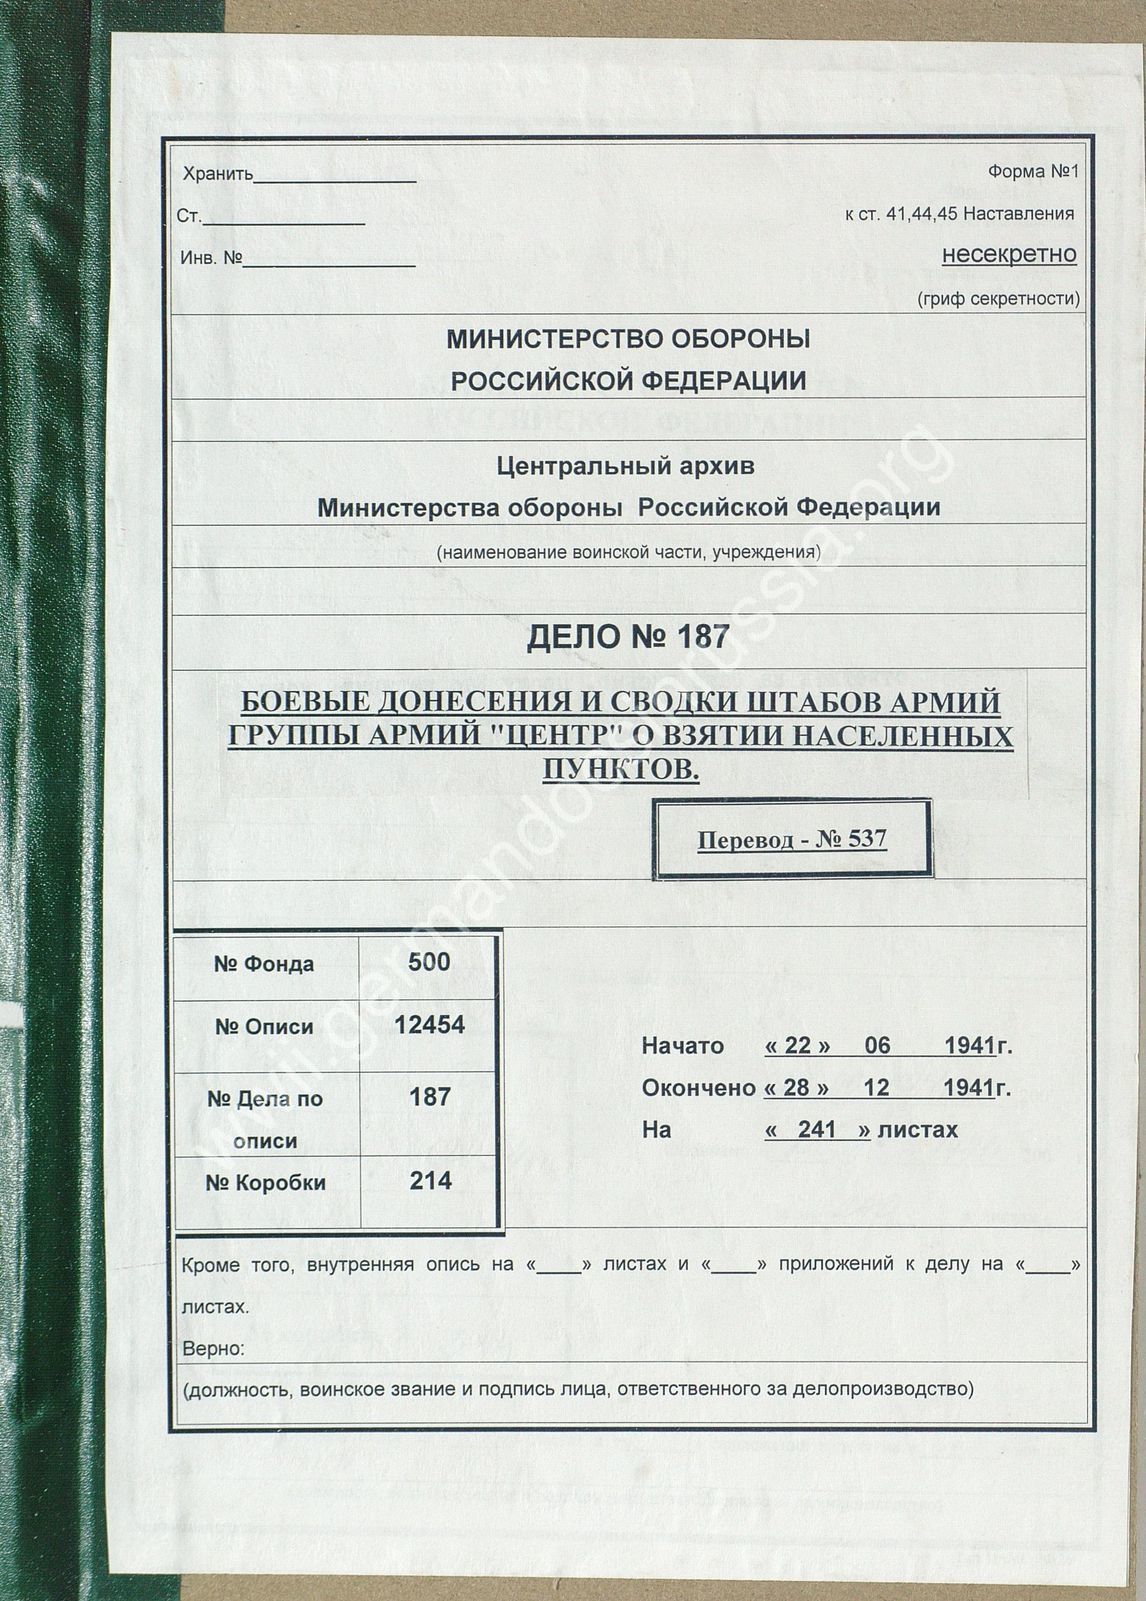 Хранить_______________
Форма №1
Ст._______________
к ст. 41,44,45 Наставления
Инв. №_______________
несекретно
(гриф секретности)
МИНИСТЕРСТВО ОБОРОНЫ
РОССИЙСКОЙ ФЕДЕРАЦИИ
Центральный архив
Министерства обороны Российской Федерации
(наименование воинской части, учреждения)
ДЕЛО № 187
БОЕВЫЕ ДОНЕСЕНИЯ И СВОДКИ ШТАБОВ АРМИЙ
ГРУППЫ АРМИЙ "ЦЕНТР" О ВЗЯТИИ НАСЕЛЕННЫХ
ПУНКТОВ.
Перевод - № 537
№ Фонда 500
№ Описи 12454
№ Дела по 187
описи
№ Коробки 214
Начато « 22 » 06 1941г.
Окончено « 28 » 12 1941г.
На « 241 » листах
Кроме того, внутренняя опись на «____» листах и «____» приложений к делу на «____»
листах.
Верно:
(должность, воинское звание и подпись лица, ответственного за делопроизводство)
wwii.germandocsinrussia.org